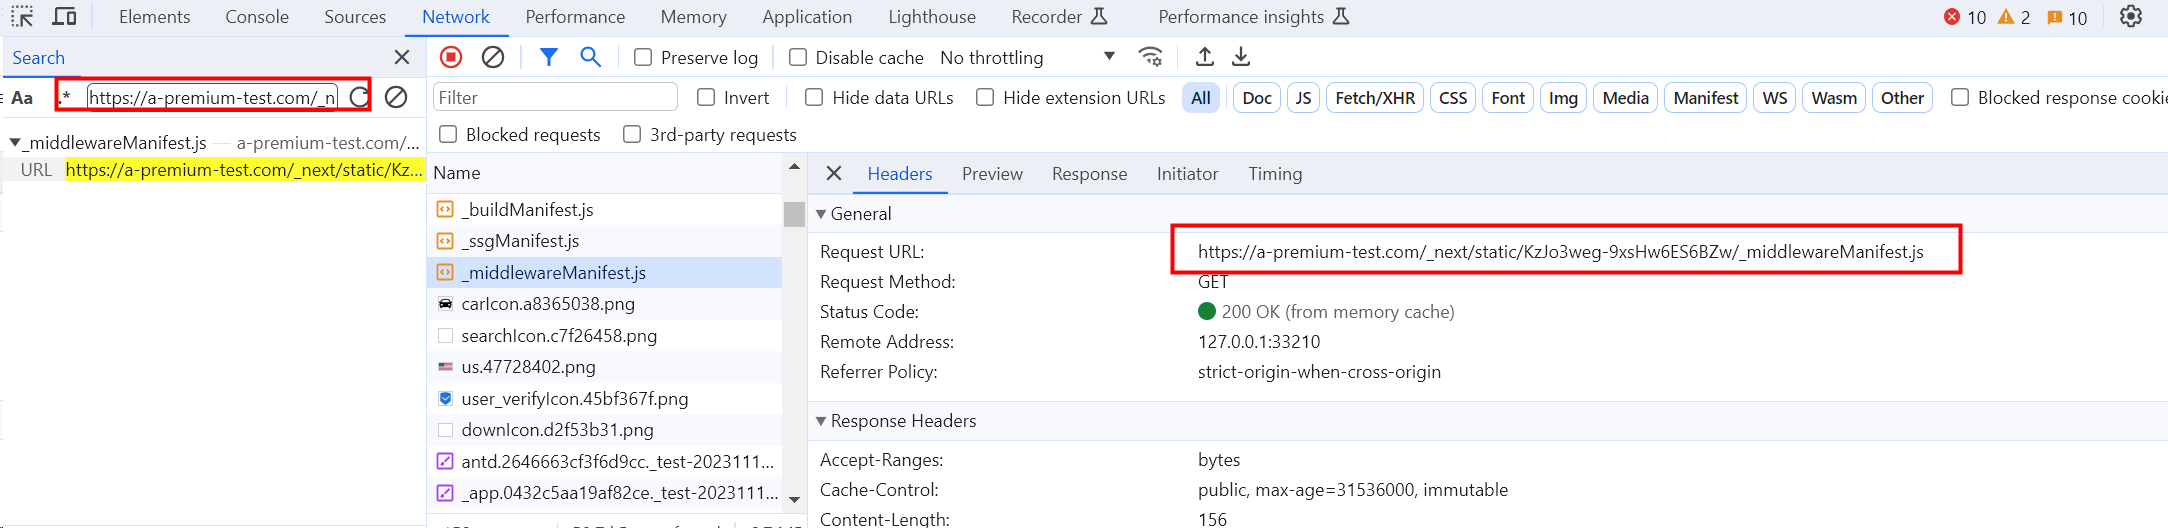 Elements Console Sources Network Performance Memory Application Lighthouse Recorder Performance insights 10 2 10
Search
Preserve log Disable cache No throttling
Aa .* https://a-premium-test.com/_n
Filter Invert Hide data URLs Hide extension URLs All Doc JS Fetch/XHR CSS Font Img Media Manifest WS Wasm Other Blocked response cookie
Blocked requests 3rd-party requests
_middlewareManifest.js — a-premium-test.com/...
URL https://a-premium-test.com/_next/static/Kz...
Name
_buildManifest.js
_ssgManifest.js
_middlewareManifest.js
carIcon.a8365038.png
searchIcon.c7f26458.png
us.47728402.png
user_verifyIcon.45bf367f.png
downIcon.d2f53b31.png
antd.2646663cf3f6d9cc._test-2023111...
_app.0432c5aa19af82ce._test-2023111...
Headers Preview Response Initiator Timing
General
Request URL: https://a-premium-test.com/_next/static/KzJo3weg-9xsHw6ES6BZw/_middlewareManifest.js
Request Method: GET
Status Code: 200 OK (from memory cache)
Remote Address: 127.0.0.1:33210
Referrer Policy: strict-origin-when-cross-origin
Response Headers
Accept-Ranges: bytes
Cache-Control: public, max-age=31536000, immutable
Content-Length: 156